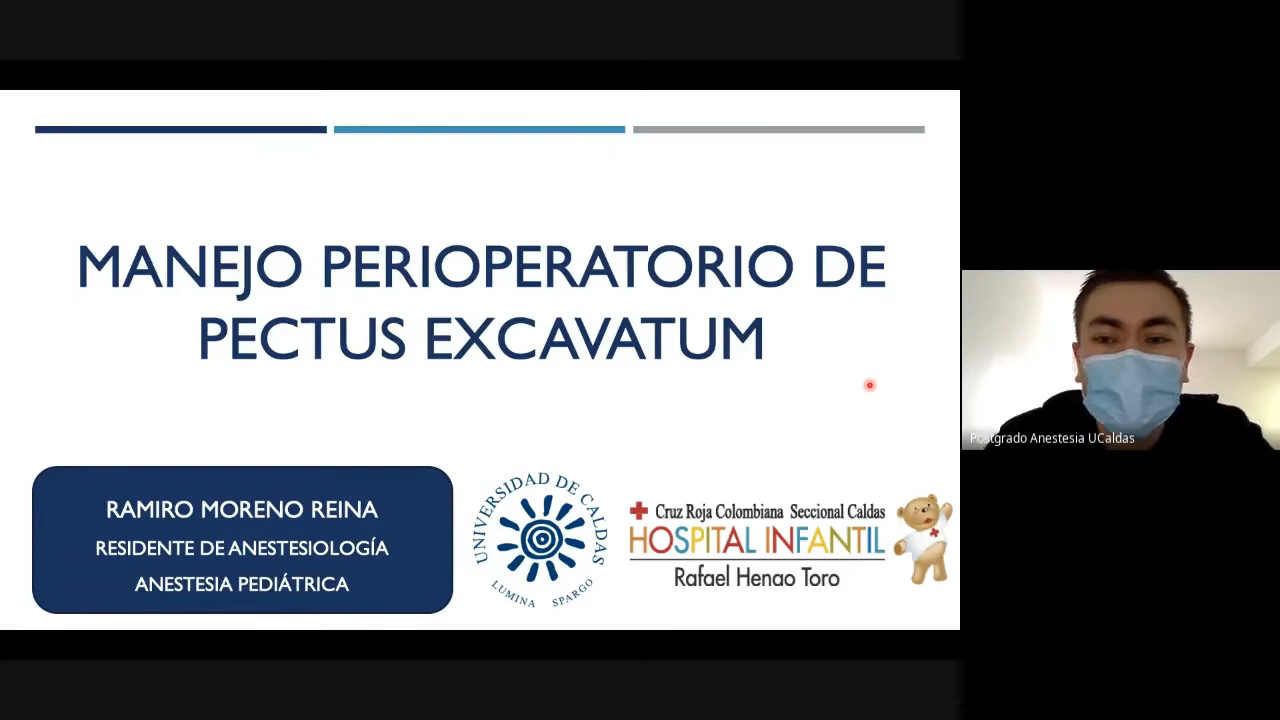 MANEJO PERIOPERATORIO DE
PECTUS EXCAVATUM
RAMIRO MORENO REINA
RESIDENTE DE ANESTESIOLOGÍA
ANESTESIA PEDIÁTRICA
UNIVERSIDAD DE CALDAS
LUMINA SPARGO
Cruz Roja Colombiana Seccional Caldas
HOSPITAL INFANTIL
Rafael Henao Toro
Postgrado Anestesia UCaldas